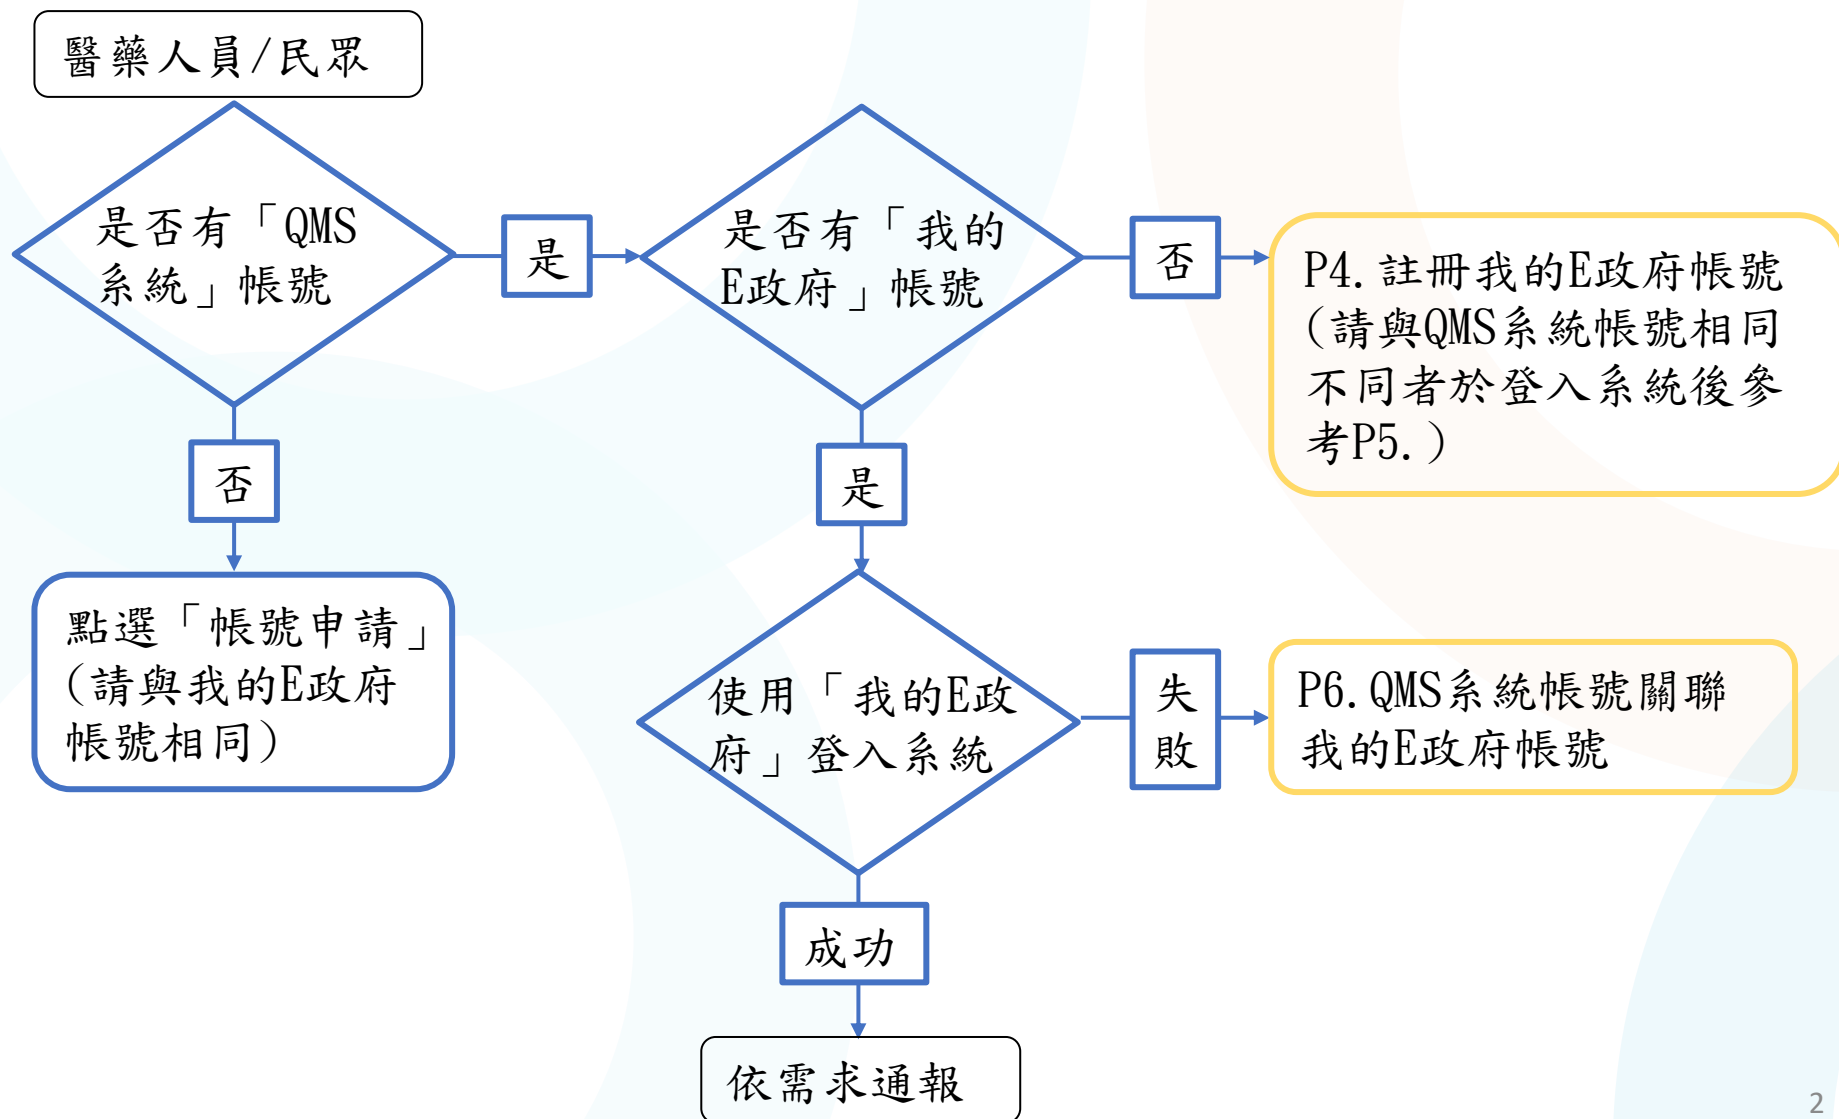 醫藥人員/民眾
是否有「QMS
系統」帳號
是
是否有「我的
E政府」帳號
否
P4.註冊我的E政府帳號
(請與QMS系統帳號相同
不同者於登入系統後參
考P5.)
否
是
點選「帳號申請」
(請與我的E政府
帳號相同)
使用「我的E政
府」登入系統
失
敗
P6.QMS系統帳號關聯
我的E政府帳號
成功
依需求通報
2